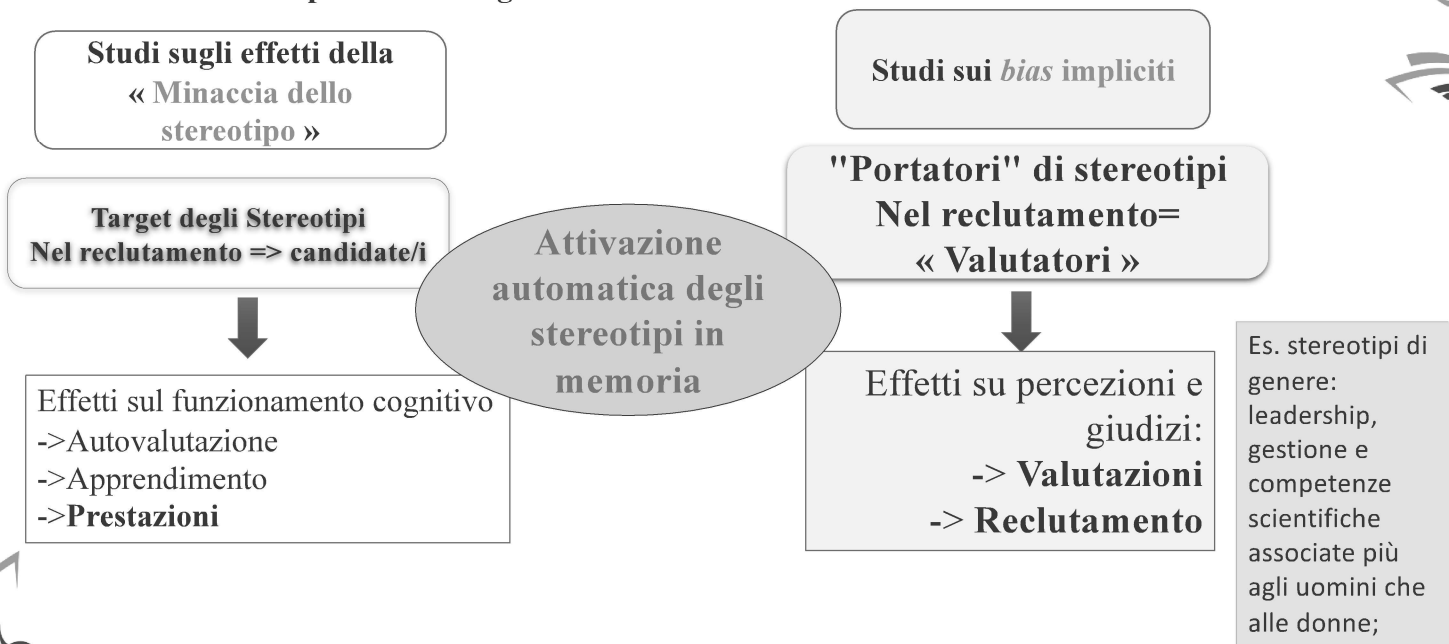 Studi sugli effetti della
« Minaccia dello
stereotipo »
Target degli Stereotipi
Nel reclutamento => candidate/i
Effetti sul funzionamento cognitivo
->Autovalutazione
->Apprendimento
->Prestazioni
Attivazione
automatica degli
stereotipi in
memoria
Studi sui bias impliciti
"Portatori" di stereotipi
Nel reclutamento=
« Valutatori »
Effetti su percezioni e
giudizi:
-> Valutazioni
-> Reclutamento
Es. stereotipi di
genere:
leadership,
gestione e
competenze
scientifiche
associate più
agli uomini che
alle donne;